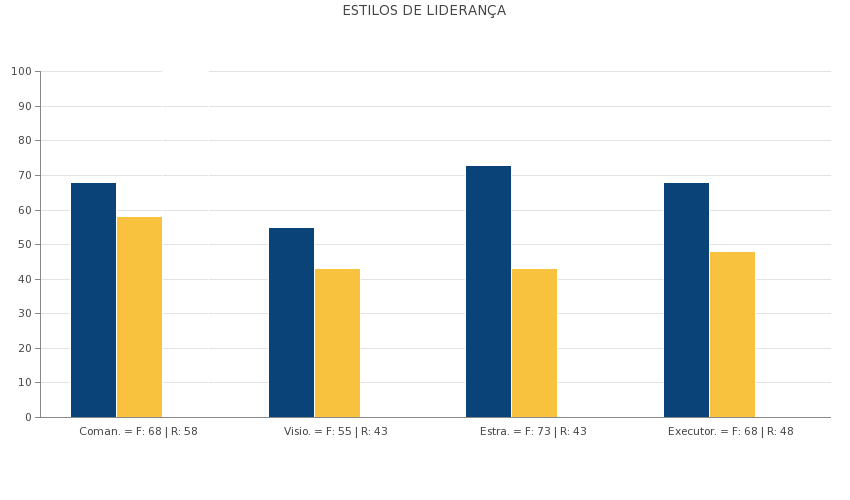 ESTILOS DE LIDERANÇA
100
90
80
70
60
50
40
30
20
10
0
Coman. = F: 68 | R: 58
Visio. = F: 55 | R: 43
Estra. = F: 73 | R: 43
Executor. = F: 68 | R: 48